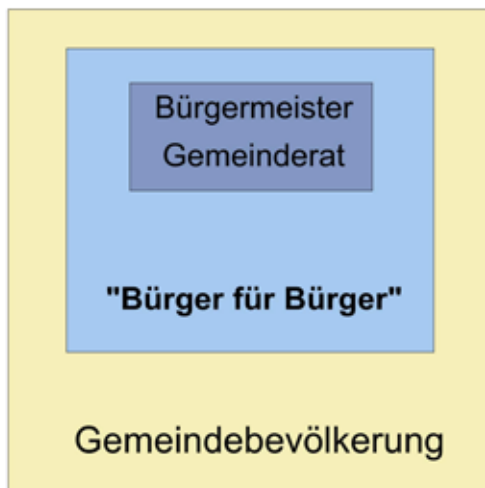 Bürgermeister
Gemeinderat
"Bürger für Bürger"
Gemeindebevölkerung